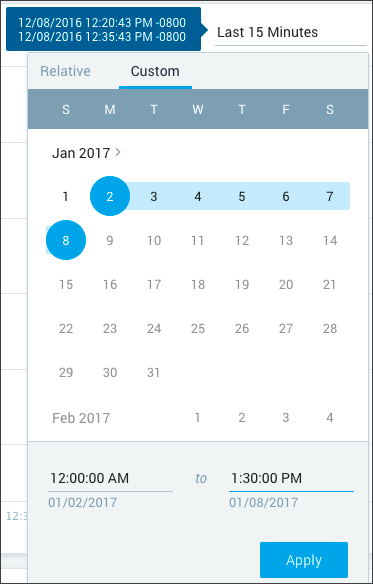 12/08/2016 12:20:43 PM -0800
12/08/2016 12:35:43 PM -0800
Last 15 Minutes
Relative Custom
S M T W T F S
Jan 2017 >
1 2 3 4 5 6 7
8 9 10 11 12 13 14
15 16 17 18 19 20 21
22 23 24 25 26 27 28
29 30 31
Feb 2017 1 2 3 4
12:00:00 AM to 1:30:00 PM
01/02/2017 01/08/2017
12:3
Apply